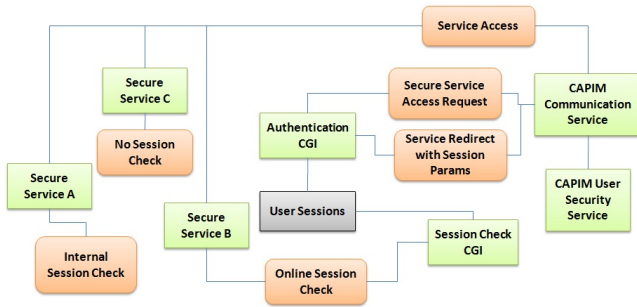 Service Access
Secure
Service C
Secure Service
Access Request
CAPIM
Communication
Service
Authentication
CGI
No Session
Check
Service Redirect
with Session
Params
Secure
Service A
CAPIM User
Security
Service
User Sessions
Secure
Service B
Session Check
CGI
Internal
Session Check
Online Session
Check